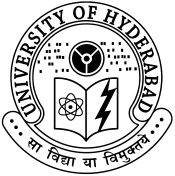 UNIVERSITY OF HYDERABAD
सा विद्या या विमुक्तये